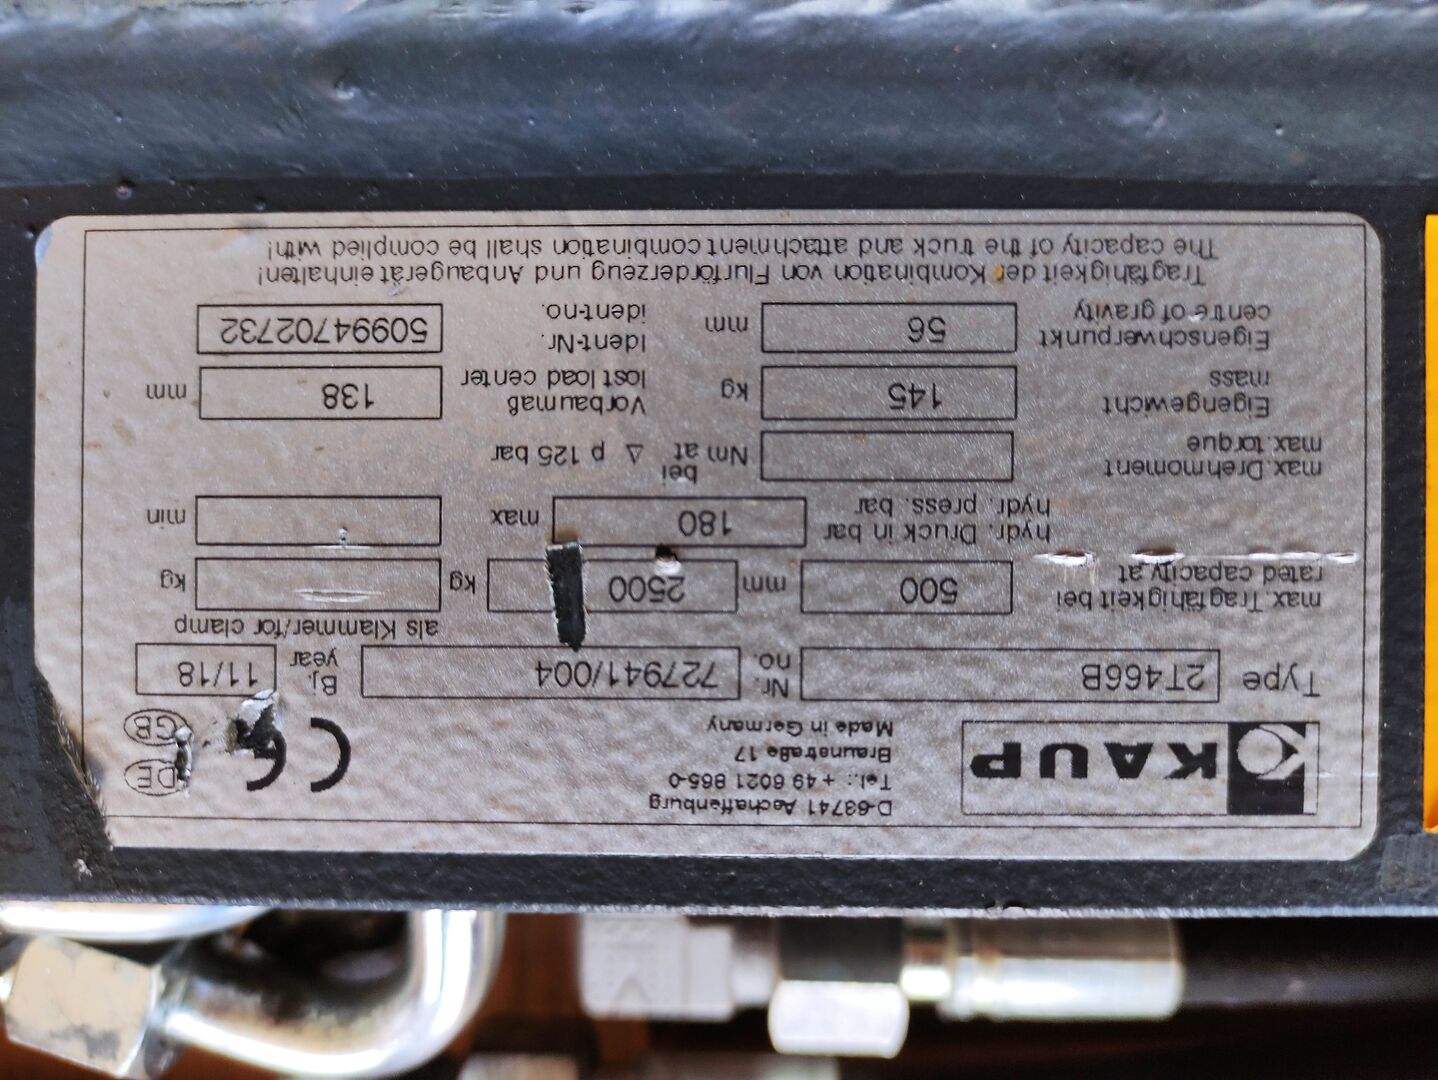 KAUP
D-63741 Aschaffenburg
Tel.: + 49 6021 865-0
Braunstraße 17
Made in Germany
CE
DE
GB
Type 2T466B Nr. no. 727941/004 Bj. year 11/18
als Klammer/for clamp
max. Tragfähigkeit bei 500 mm 2500 kg kg
rated capacity at
hydr. Druck in bar 180 max min
hydr. press. bar
max. Drehmoment Nm bei
max. torque at Δ p 125 bar
Eigengewicht 145 kg Vorbaumaß 138 mm
mass lost load center
Eigenschwerpunkt 56 mm Ident-Nr. 50994702732
centre of gravity ident-no.
Tragfähigkeit der Kombination von Flurförderzeug und Anbaugerät einhalten!
The capacity of the truck and attachment combination shall be complied with!